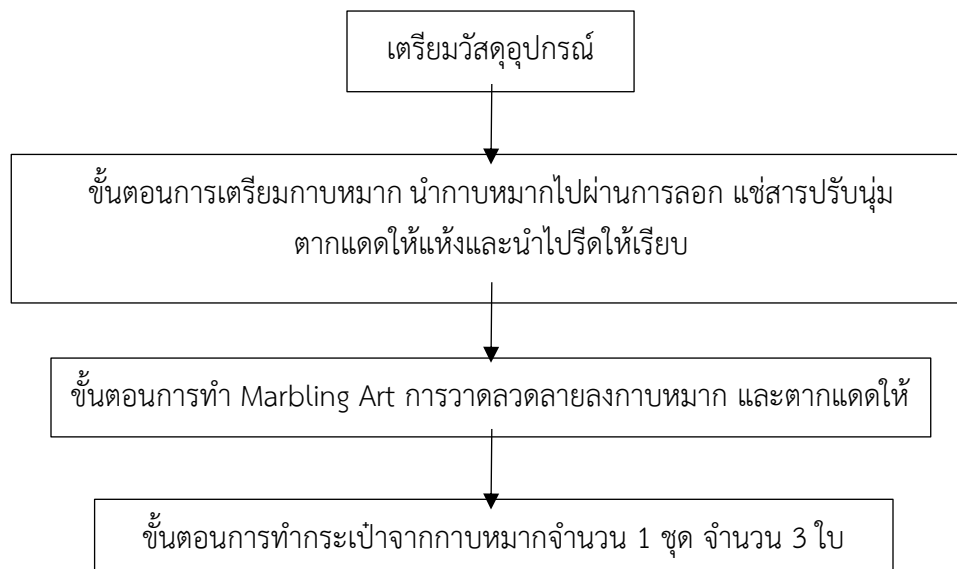 เตรียมวัสดุอุปกรณ์
ขั้นตอนการเตรียมกาบหมาก นำกาบหมากไปผ่านการลอก แช่สารปรับนุ่ม
ตากแดดให้แห้งและนำไปรีดให้เรียบ
ขั้นตอนการทำ Marbling Art การวาดลวดลายลงกาบหมาก และตากแดดให้
ขั้นตอนการทำกระเป๋าจากกาบหมากจำนวน 1 ชุด จำนวน 3 ใบ